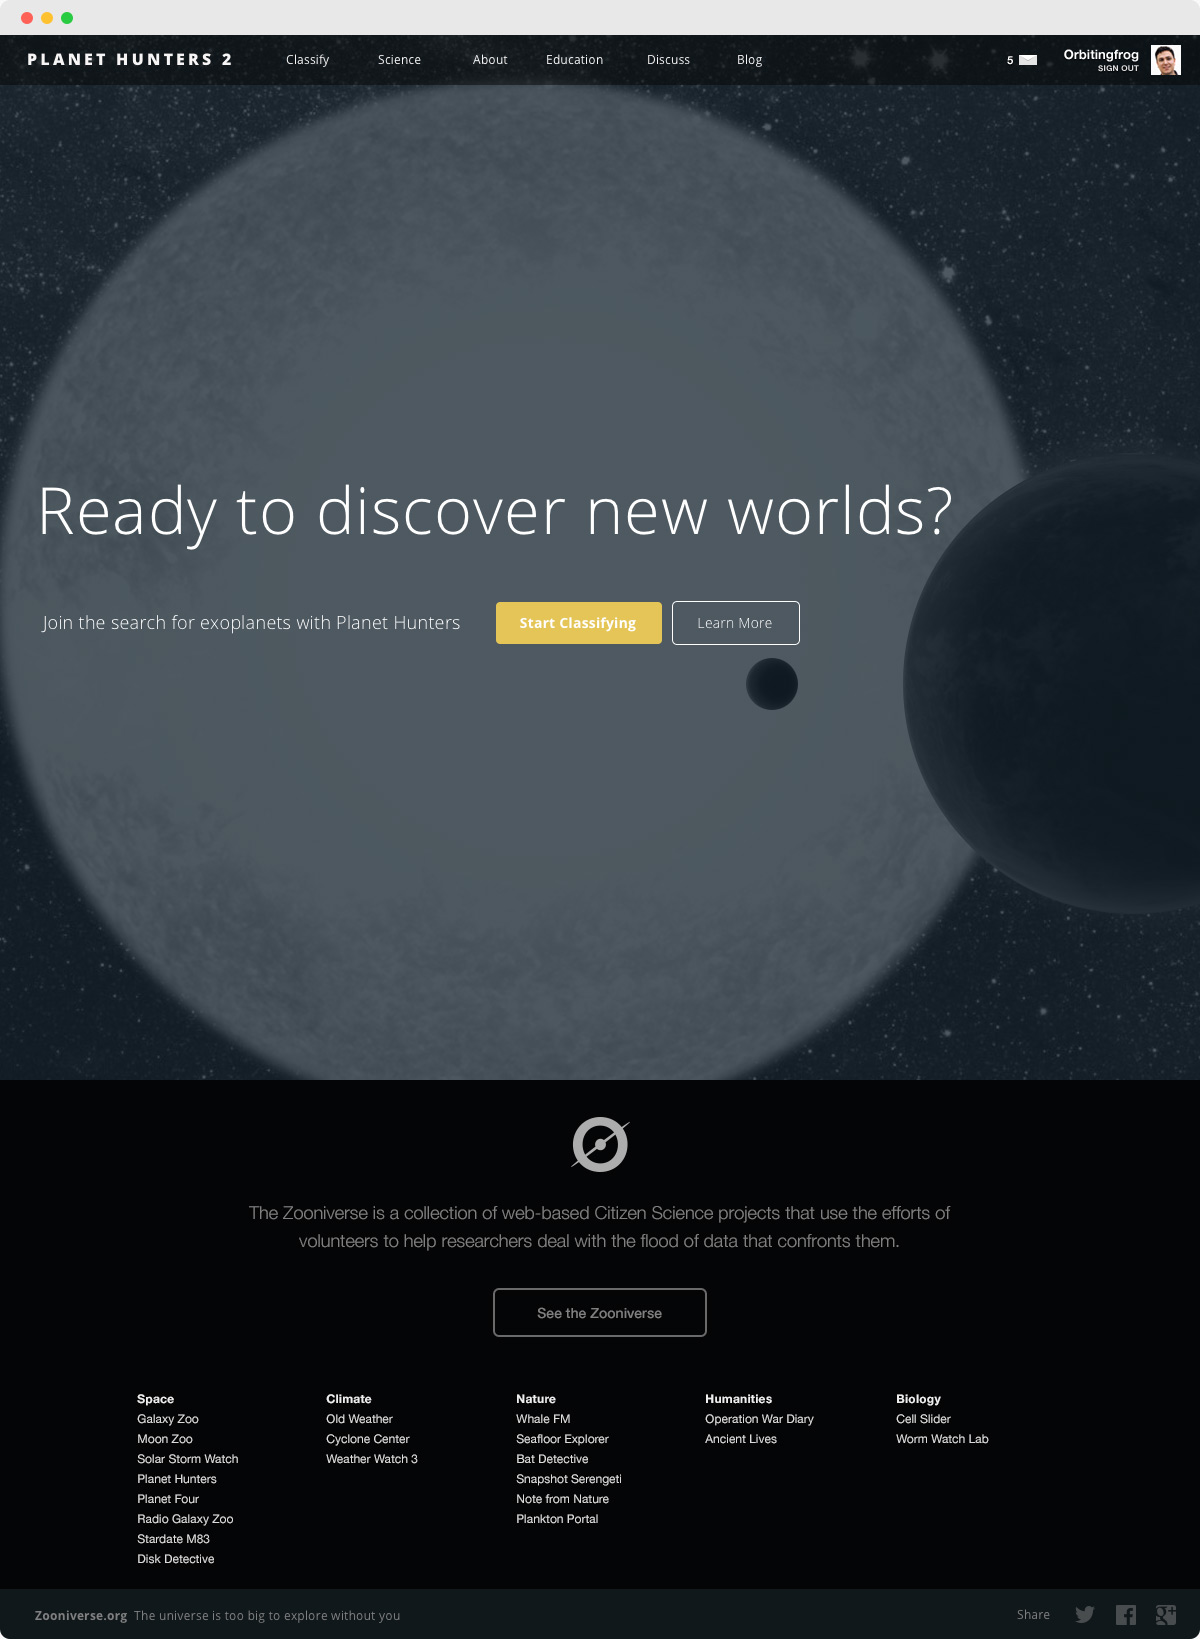 PLANET HUNTERS 2 Classify Science About Education Discuss Blog 5 Orbitingfrog
SIGN OUT
Ready to discover new worlds?
Join the search for exoplanets with Planet Hunters Start Classifying Learn More
The Zooniverse is a collection of web-based Citizen Science projects that use the efforts of
volunteers to help researchers deal with the flood of data that confronts them.
See the Zooniverse
Space
Galaxy Zoo
Moon Zoo
Solar Storm Watch
Planet Hunters
Planet Four
Radio Galaxy Zoo
Stardate M83
Disk Detective
Climate
Old Weather
Cyclone Center
Weather Watch 3
Nature
Whale FM
Seafloor Explorer
Bat Detective
Snapshot Serengeti
Note from Nature
Plankton Portal
Humanities
Operation War Diary
Ancient Lives
Biology
Cell Slider
Worm Watch Lab
Zooniverse.org The universe is too big to explore without you Share